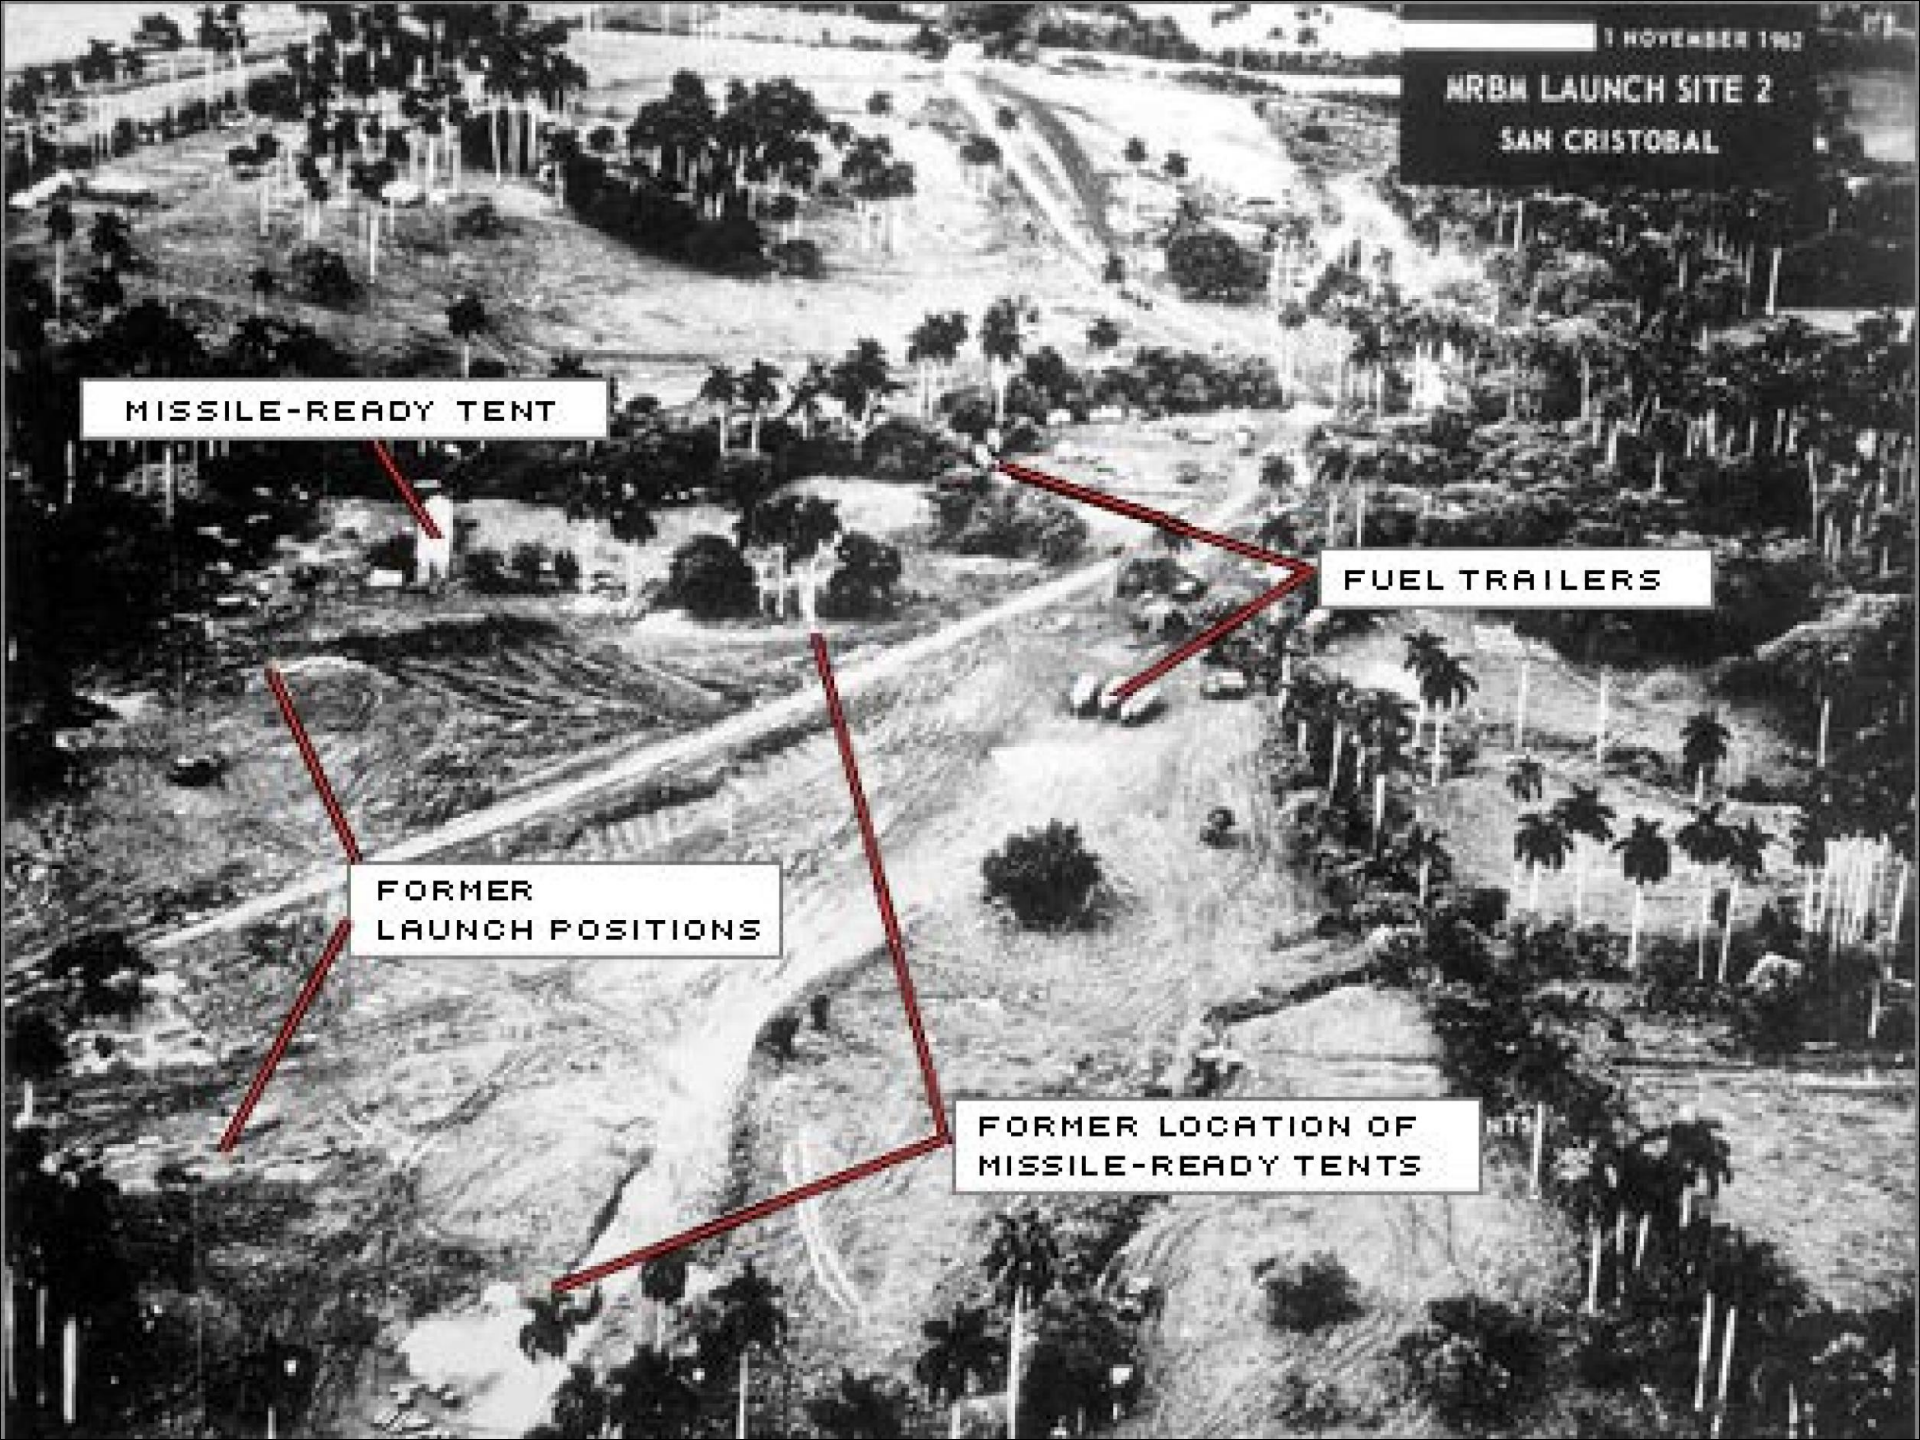 1 NOVEMBER 1962
MRBM LAUNCH SITE 2
SAN CRISTOBAL
MISSILE-READY TENT
FUEL TRAILERS
FORMER
LAUNCH POSITIONS
FORMER LOCATION OF
MISSILE-READY TENTS